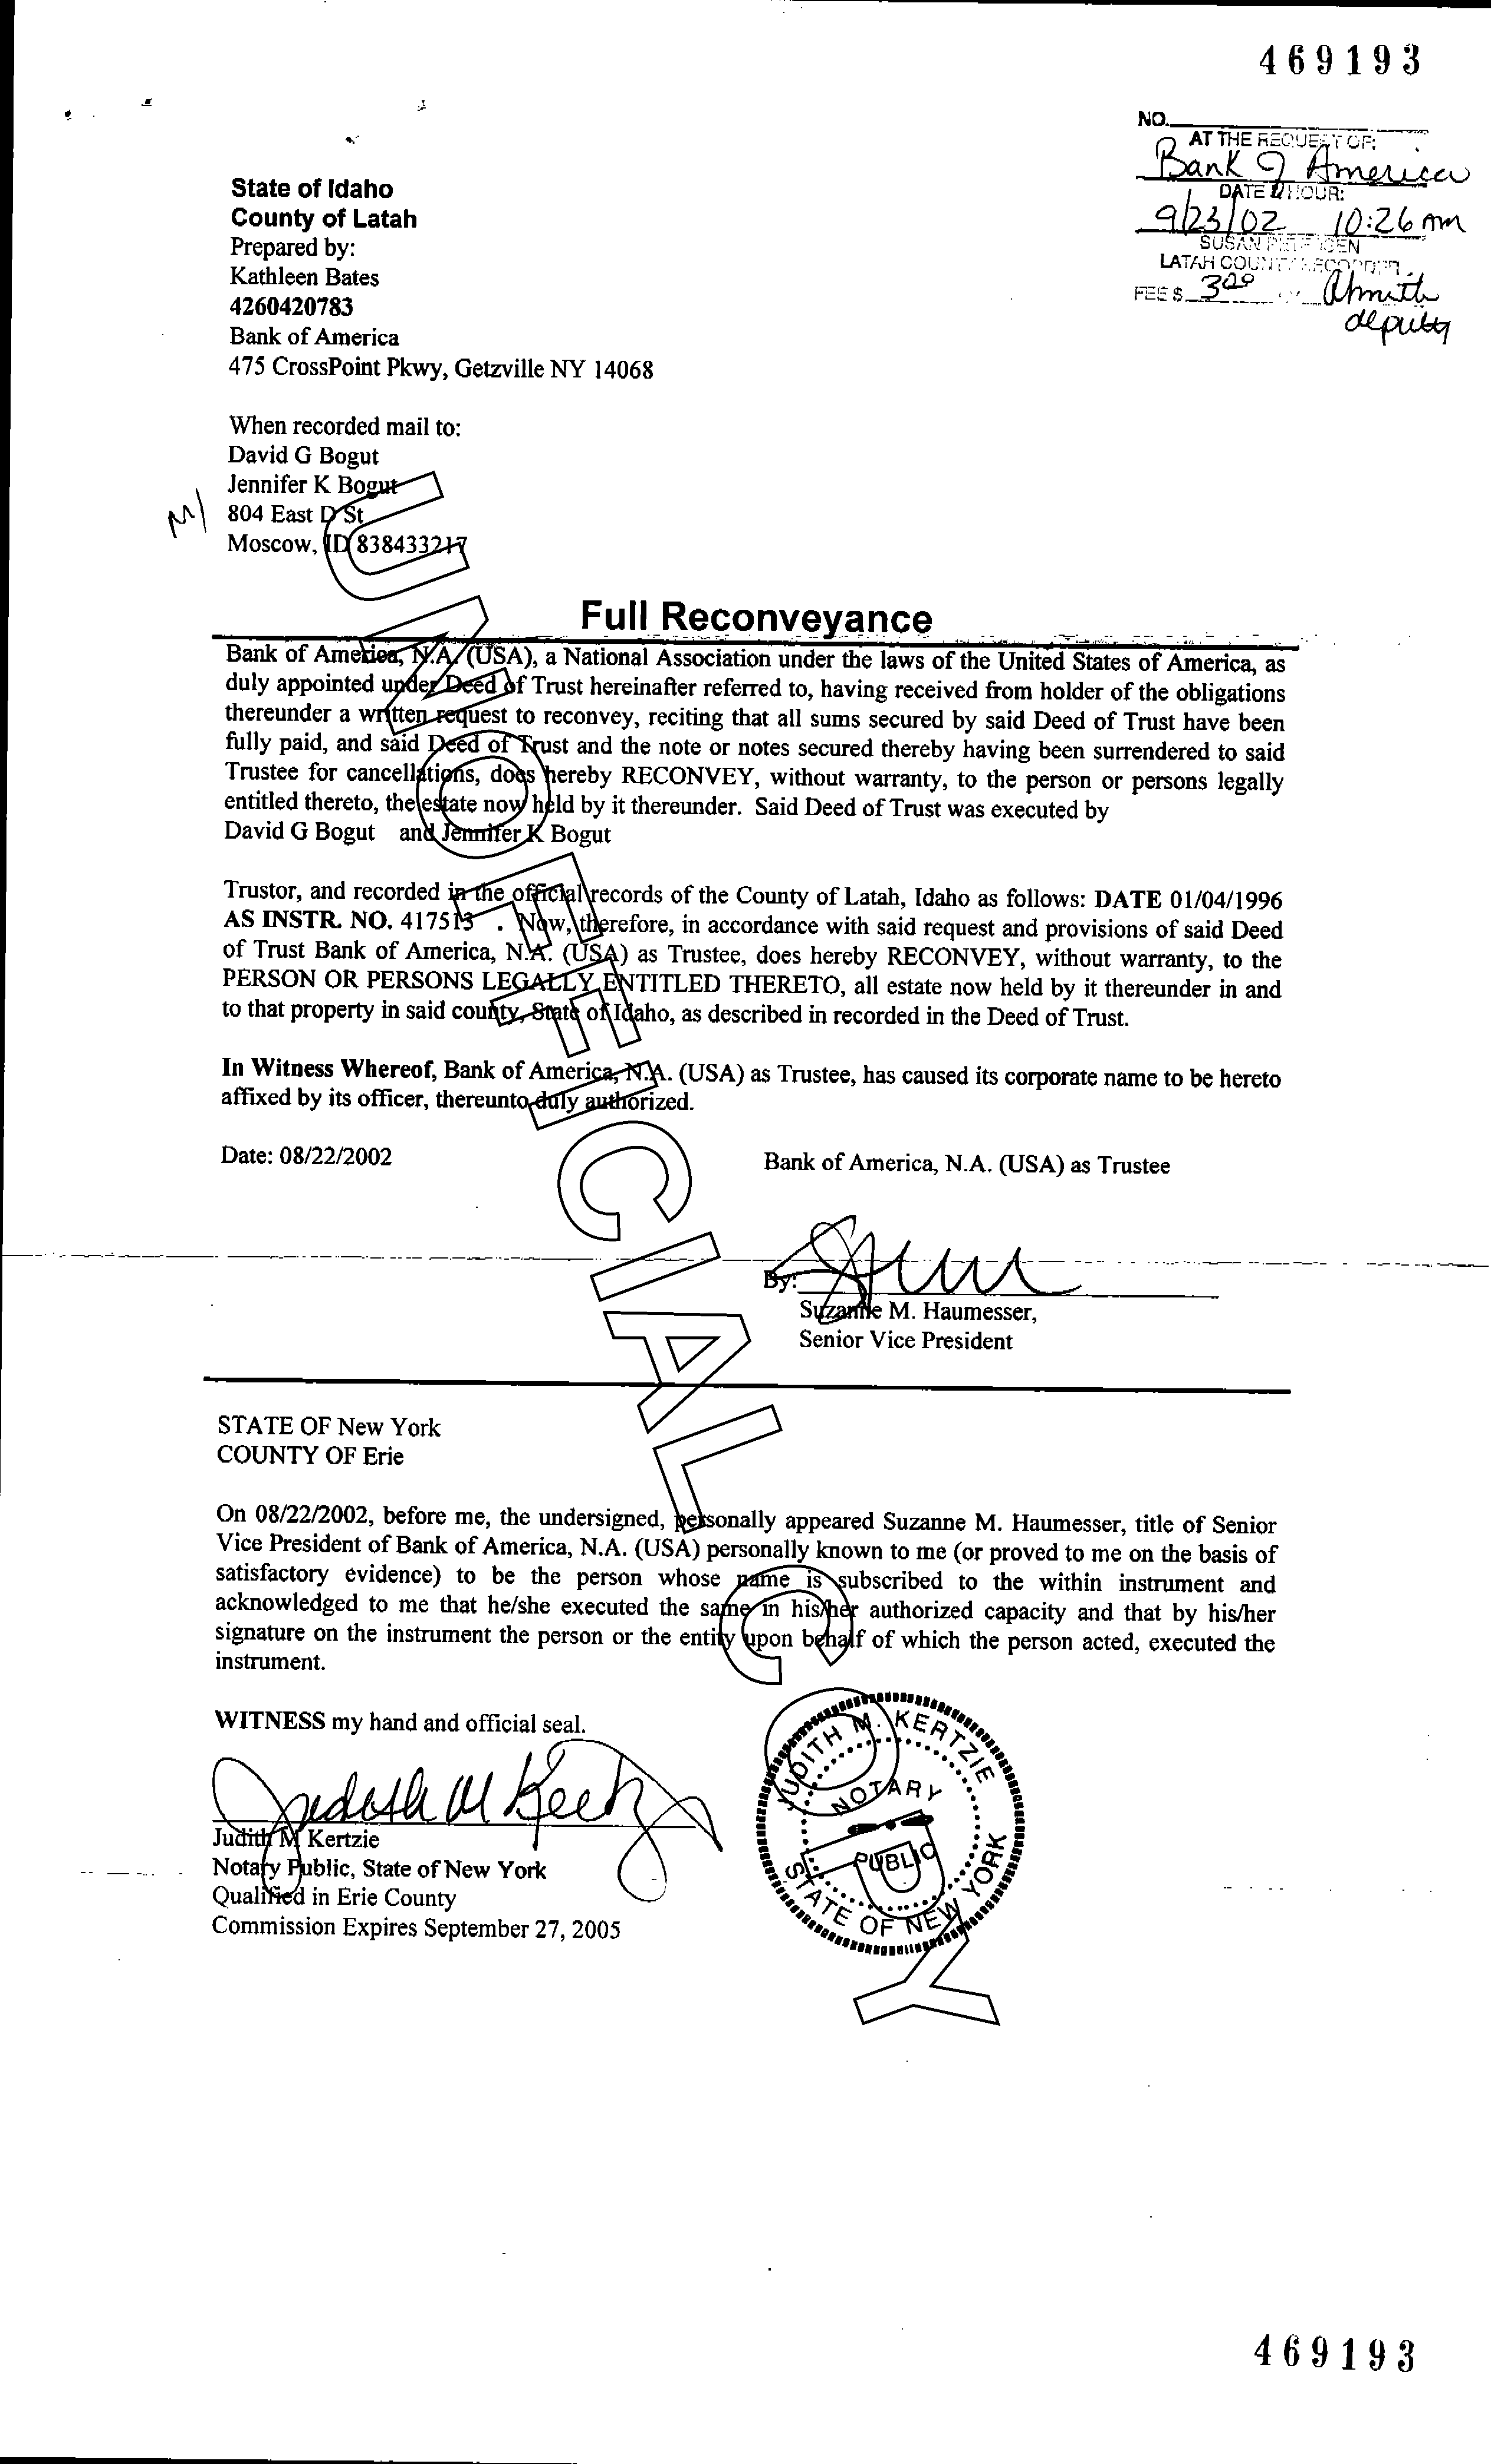 469193
NO.
AT THE REQUEST OF:
Bank of America
DATE & HOUR:
9/23/02 10:26 am
SUSAN PETERSEN
LATAH COUNTY RECORDER
FEE $ 3.00 BY
deputy
State of Idaho
County of Latah
Prepared by:
Kathleen Bates
4260420783
Bank of America
475 CrossPoint Pkwy, Getzville NY 14068
When recorded mail to:
David G Bogut
Jennifer K Bogut
804 East D St
Moscow, ID 838433217
M/
Full Reconveyance
Bank of America, N.A. (USA), a National Association under the laws of the United States of America, as
duly appointed under Deed of Trust hereinafter referred to, having received from holder of the obligations
thereunder a written request to reconvey, reciting that all sums secured by said Deed of Trust have been
fully paid, and said Deed of Trust and the note or notes secured thereby having been surrendered to said
Trustee for cancellations, does hereby RECONVEY, without warranty, to the person or persons legally
entitled thereto, the estate now held by it thereunder. Said Deed of Trust was executed by
David G Bogut and Jennifer K Bogut
Trustor, and recorded in the official records of the County of Latah, Idaho as follows: DATE 01/04/1996
AS INSTR. NO. 417513 . Now, therefore, in accordance with said request and provisions of said Deed
of Trust Bank of America, N.A. (USA) as Trustee, does hereby RECONVEY, without warranty, to the
PERSON OR PERSONS LEGALLY ENTITLED THERETO, all estate now held by it thereunder in and
to that property in said county, State of Idaho, as described in recorded in the Deed of Trust.
In Witness Whereof, Bank of America, N.A. (USA) as Trustee, has caused its corporate name to be hereto
affixed by its officer, thereunto duly authorized.
Date: 08/22/2002
Bank of America, N.A. (USA) as Trustee
By:
Suzanne M. Haumesser,
Senior Vice President
STATE OF New York
COUNTY OF Erie
On 08/22/2002, before me, the undersigned, personally appeared Suzanne M. Haumesser, title of Senior
Vice President of Bank of America, N.A. (USA) personally known to me (or proved to me on the basis of
satisfactory evidence) to be the person whose name is subscribed to the within instrument and
acknowledged to me that he/she executed the same in his/her authorized capacity and that by his/her
signature on the instrument the person or the entity upon behalf of which the person acted, executed the
instrument.
WITNESS my hand and official seal.
Judith M Kertzie
Judith M Kertzie
Notary Public, State of New York
Qualified in Erie County
Commission Expires September 27, 2005
JUDITH M. KERTZIE
NOTARY
PUBLIC
STATE OF NEW YORK
UNOFFICIAL COPY
469193